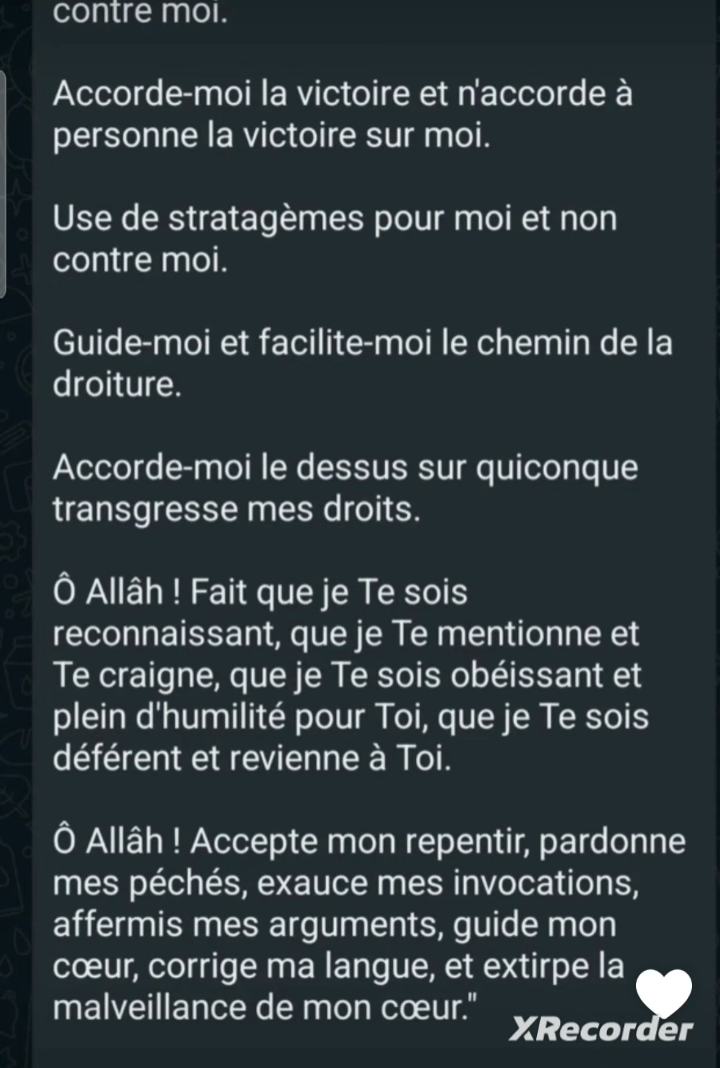 contre moi.
Accorde-moi la victoire et n'accorde à
personne la victoire sur moi.
Use de stratagèmes pour moi et non
contre moi.
Guide-moi et facilite-moi le chemin de la
droiture.
Accorde-moi le dessus sur quiconque
transgresse mes droits.
Ô Allâh ! Fait que je Te sois
reconnaissant, que je Te mentionne et
Te craigne, que je Te sois obéissant et
plein d'humilité pour Toi, que je Te sois
déférent et revienne à Toi.
Ô Allâh ! Accepte mon repentir, pardonne
mes péchés, exauce mes invocations,
affermis mes arguments, guide mon
cœur, corrige ma langue, et extirpe la
malveillance de mon cœur."
XRecorder